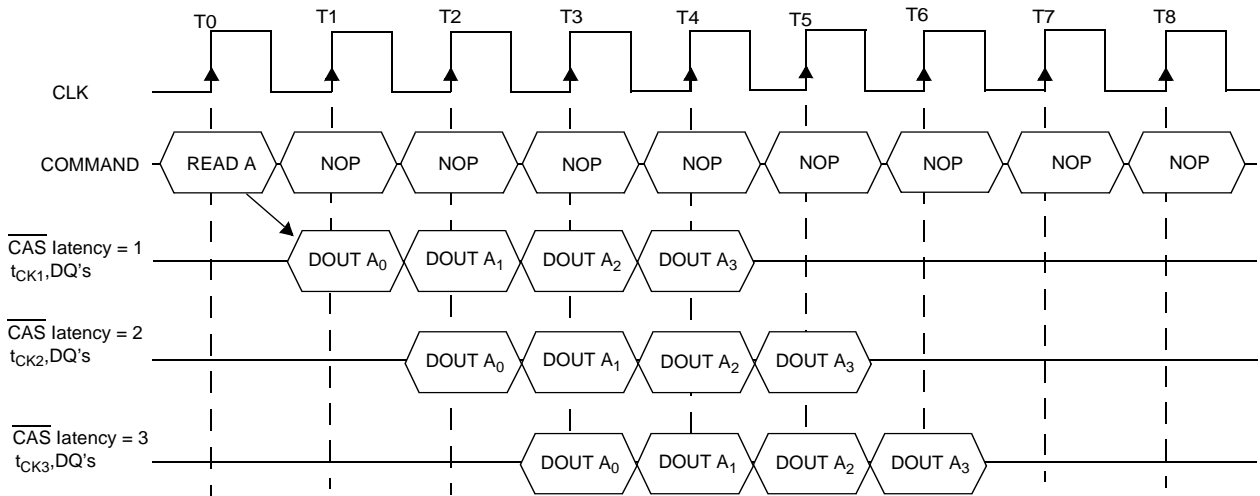 T0 T1 T2 T3 T4 T5 T6 T7 T8
CLK
COMMAND READ A NOP NOP NOP NOP NOP NOP NOP NOP
CAS latency = 1
tCK1,DQ's DOUT A0 DOUT A1 DOUT A2 DOUT A3
CAS latency = 2
tCK2,DQ's DOUT A0 DOUT A1 DOUT A2 DOUT A3
CAS latency = 3
tCK3,DQ's DOUT A0 DOUT A1 DOUT A2 DOUT A3